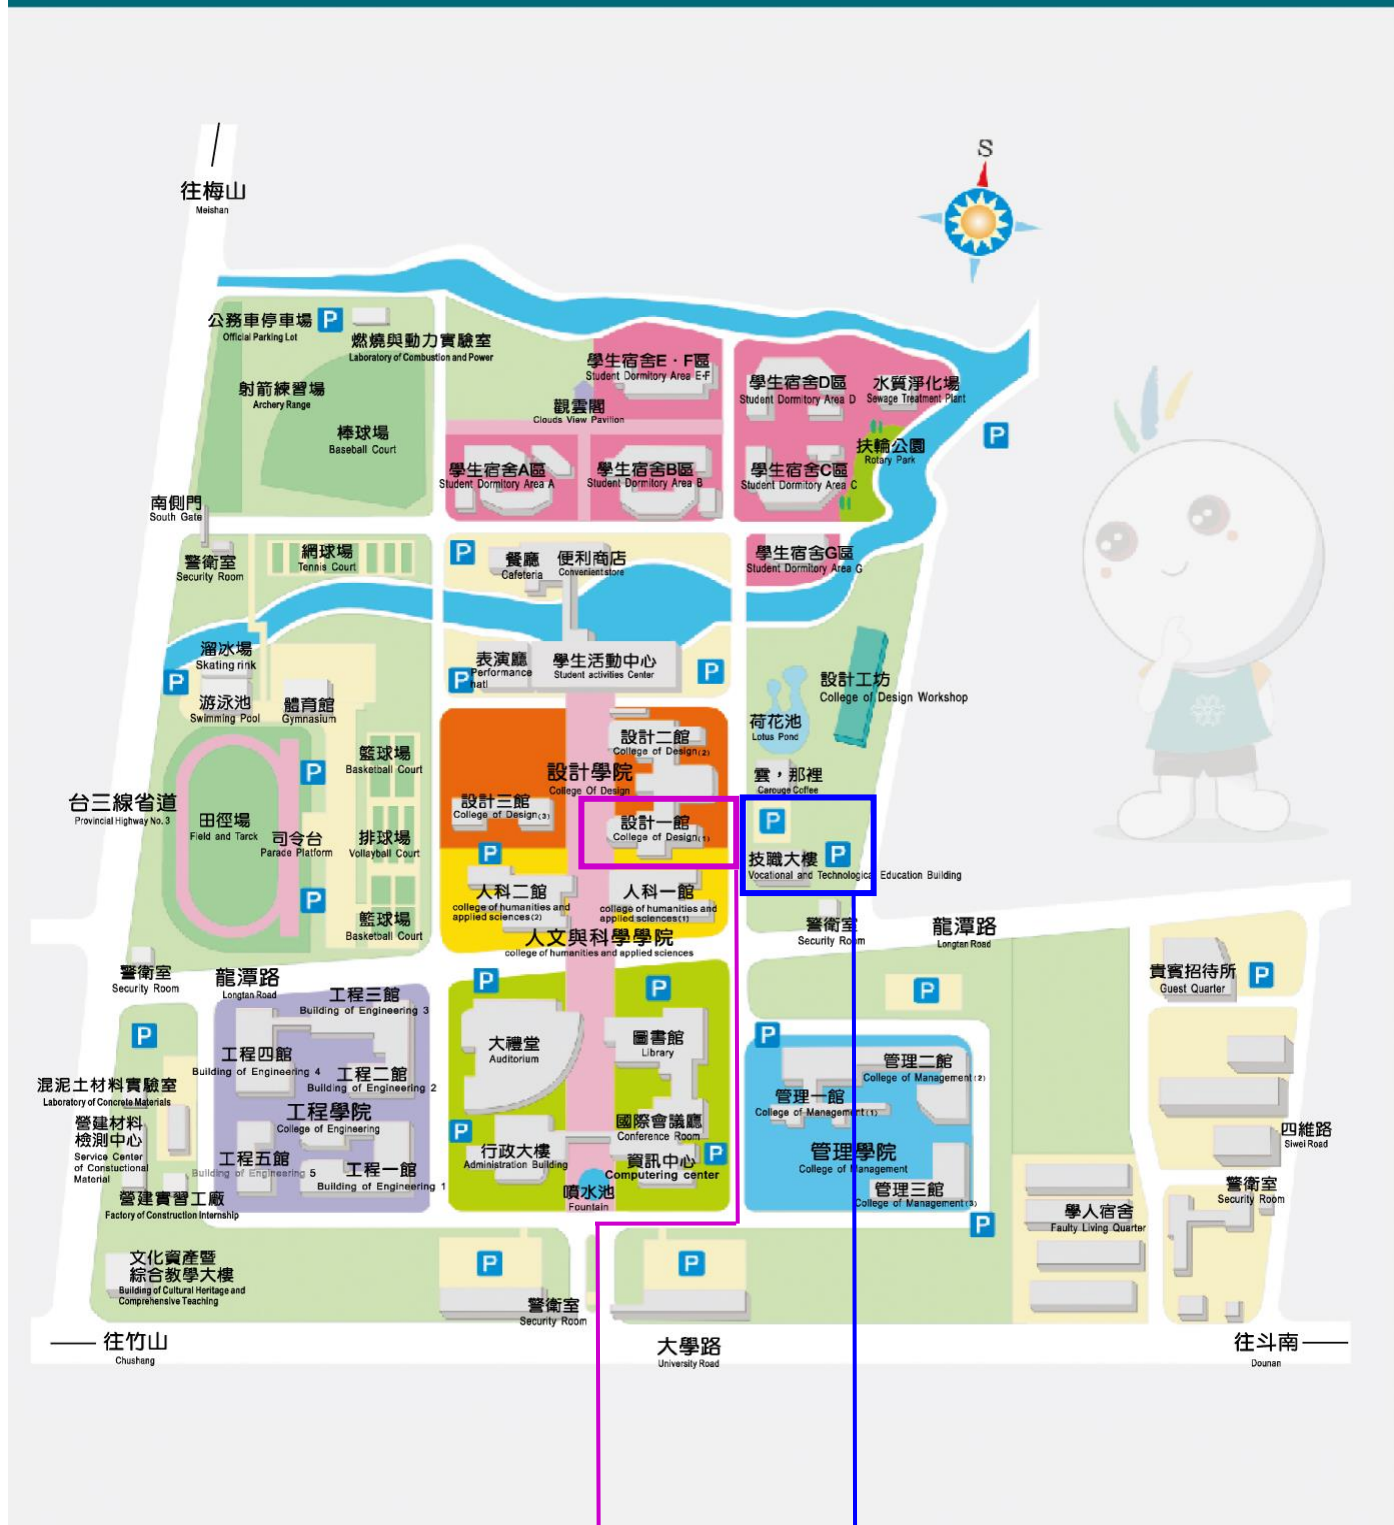 S
往梅山
Meishan
公務車停車場
P
Official Parking Lot
燃燒與動力實驗室
Laboratory of Combustion and Power
射箭練習場
Archery Range
棒球場
Baseball Court
學生宿舍E‧F區
Student Dormitory Area E‧F
觀雲閣
Clouds View Pavilion
學生宿舍D區
Student Dormitory Area D
水質淨化場
Sewage Treatment Plant
扶輪公園
Rotary Park
P
學生宿舍A區
Student Dormitory Area A
學生宿舍B區
Student Dormitory Area B
學生宿舍C區
Student Dormitory Area C
南側門
South Gate
警衛室
Security Room
網球場
Tennis Court
P
餐廳
Cafeteria
便利商店
Convenient store
學生宿舍G區
Student Dormitory Area G
溜冰場
Skating rink
P
游泳池
Swimming Pool
體育館
Gymnasium
表演廳
Performance
hatl
P
學生活動中心
Student activities Center
P
設計工坊
College of Design Workshop
荷花池
Lotus Pond
雲，那裡
Carouge Coffee
籃球場
Basketball Court
P
設計二館
College of Design(2)
設計學院
College Of Design
設計三館
College of Design(3)
設計一館
College of Design(1)
台三線省道
Provincial Highway No. 3
田徑場
Field and Tarck
司令台
Parade Platform
排球場
Vollayball Court
P
P
P
技職大樓
P
Vocational and Technological Education Building
人科二館
college of humanities and
applied sciences(2)
人科一館
college of humanities and
applied sciences(1)
籃球場
Basketball Court
人文與科學學院
college of humanities and applied sciences
警衛室
Security Room
龍潭路
Longtan Road
警衛室
Security Room
龍潭路
Longtan Road
P
P
P
貴賓招待所
Guest Quarter
P
工程三館
Building of Engineering 3
P
大禮堂
Auditorium
圖書館
Library
P
工程四館
Building of Engineering 4
工程二館
Building of Engineering 2
管理二館
College of Management(2)
管理一館
College of Management(1)
混泥土材料實驗室
Laboratory of Concrete Materials
營建材料
檢測中心
Service Center
of Constuctional
Material
工程學院
College of Engineering
P
行政大樓
Administration Building
國際會議廳
Conference Room
資訊中心
P
Computering center
管理學院
College of Management
四維路
Siwei Road
工程五館
Building of Engineering 5
工程一館
Building of Engineering 1
營建實習工廠
Factory of Construction Internship
噴水池
Fountain
管理三館
College of Management(3)
P
學人宿舍
Faulty Living Quarter
警衛室
Security Room
文化資產暨
綜合教學大樓
Building of Cultural Heritage and
Comprehensive Teaching
P
P
警衛室
Security Room
往竹山
Chushang
大學路
University Road
往斗南
Dounan